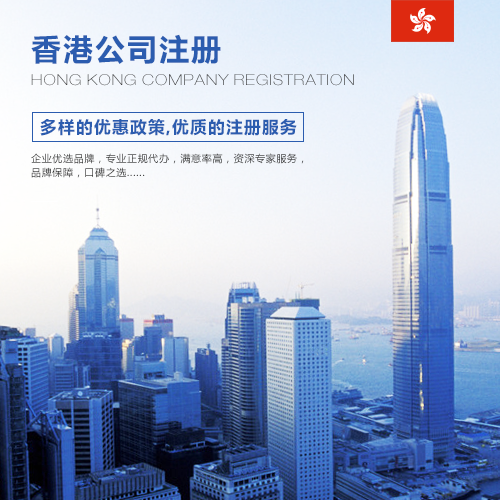 香港公司注册
HONG KONG COMPANY REGISTRATION
多样的优惠政策,优质的注册服务
企业优选品牌，专业正规代办，满意率高，资深专家服务，
品牌保障，口碑之选......